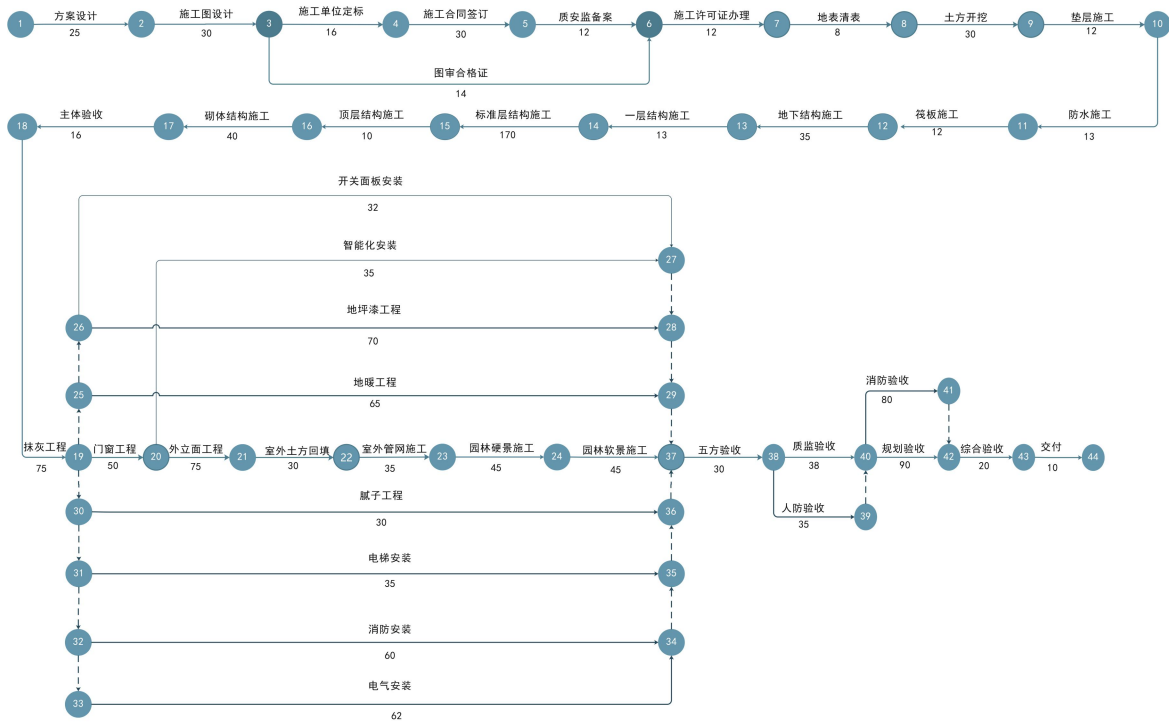 方案设计 施工图设计 施工单位定标 施工合同签订 质安监备案 施工许可证办理 地表清表 土方开挖 垫层施工
1 2 3 4 5 6 7 8 9 10
25 30 16 30 12 12 8 30 12
图审合格证
14
主体验收 砌体结构施工 顶层结构施工 标准层结构施工 一层结构施工 地下结构施工 筏板施工 防水施工
18 17 16 15 14 13 12 11
16 40 10 170 13 35 12 13
开关面板安装
32
智能化安装
27
35
地坪漆工程
26 28
70
地暖工程
25 29
65
消防验收 41
80
抹灰工程 门窗工程 外立面工程 室外土方回填 室外管网施工 园林硬景施工 园林软景施工 五方验收 质监验收 规划验收 综合验收 交付
19 20 21 22 23 24 37 38 40 42 43 44
75 50 75 30 35 45 45 30 38 90 20 10
腻子工程 人防验收
30 36 39
30 35
电梯安装
31 35
35
消防安装
32 34
60
电气安装
33
62